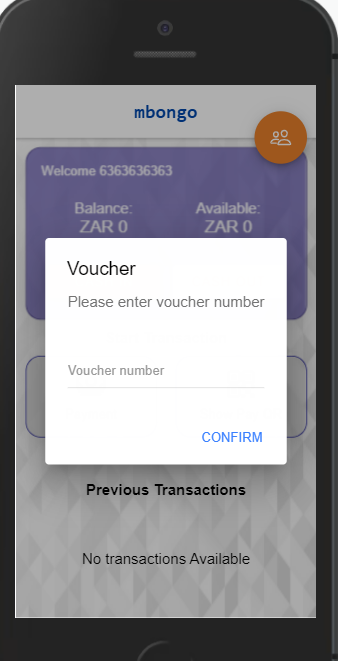 mbongo
Welcome 6363636363
Balance: Available:
ZAR 0 ZAR 0
Voucher
Please enter voucher number
Voucher number
CONFIRM
Previous Transactions
No transactions Available